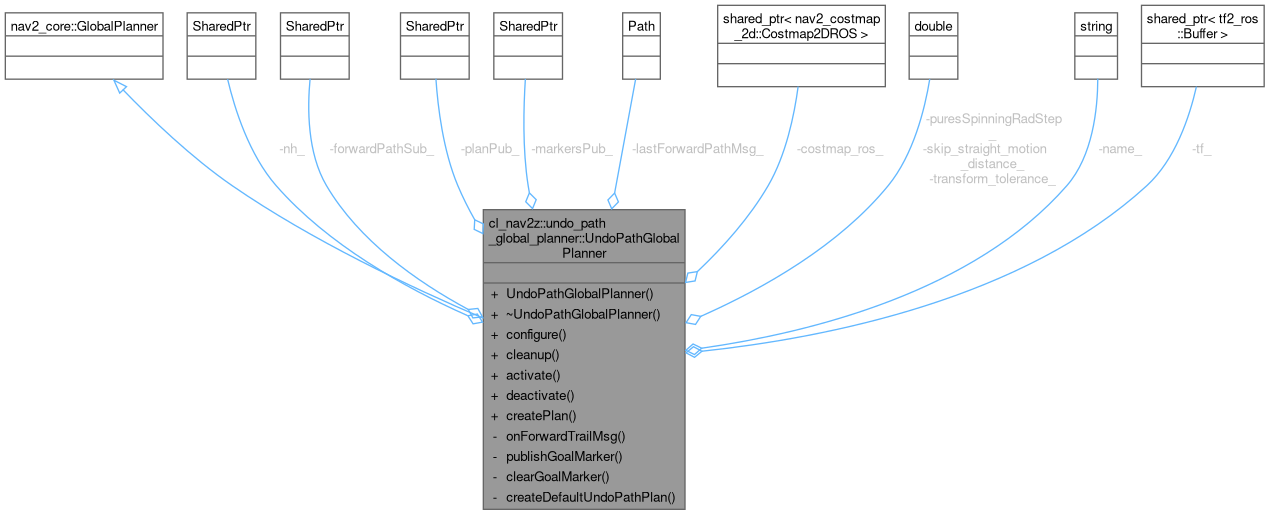 nav2_core::GlobalPlanner
SharedPtr
SharedPtr
SharedPtr
SharedPtr
Path
shared_ptr< nav2_costmap
_2d::Costmap2DROS >
double
string
shared_ptr< tf2_ros
::Buffer >
-nh_
-forwardPathSub_
-planPub_
-markersPub_
-lastForwardPathMsg_
-costmap_ros_
-puresSpinningRadStep
_
-skip_straight_motion
_distance_
-transform_tolerance_
-name_
-tf_
cl_nav2z::undo_path
_global_planner::UndoPathGlobal
Planner
+ UndoPathGlobalPlanner()
+ ~UndoPathGlobalPlanner()
+ configure()
+ cleanup()
+ activate()
+ deactivate()
+ createPlan()
- onForwardTrailMsg()
- publishGoalMarker()
- clearGoalMarker()
- createDefaultUndoPathPlan()